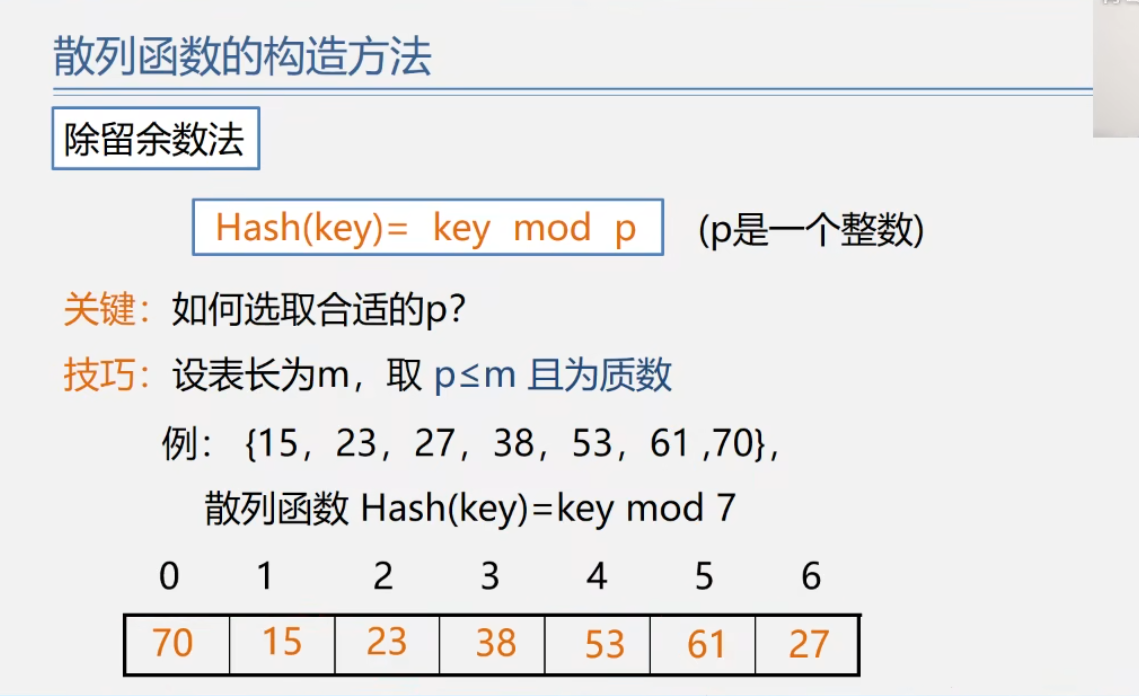 散列函数的构造方法
除留余数法
Hash(key)= key mod p (p是一个整数)
关键：如何选取合适的p？
技巧：设表长为m，取 p≤m 且为质数
例： {15，23，27，38，53，61 ,70}，
散列函数 Hash(key)=key mod 7
0 1 2 3 4 5 6
70 15 23 38 53 61 27